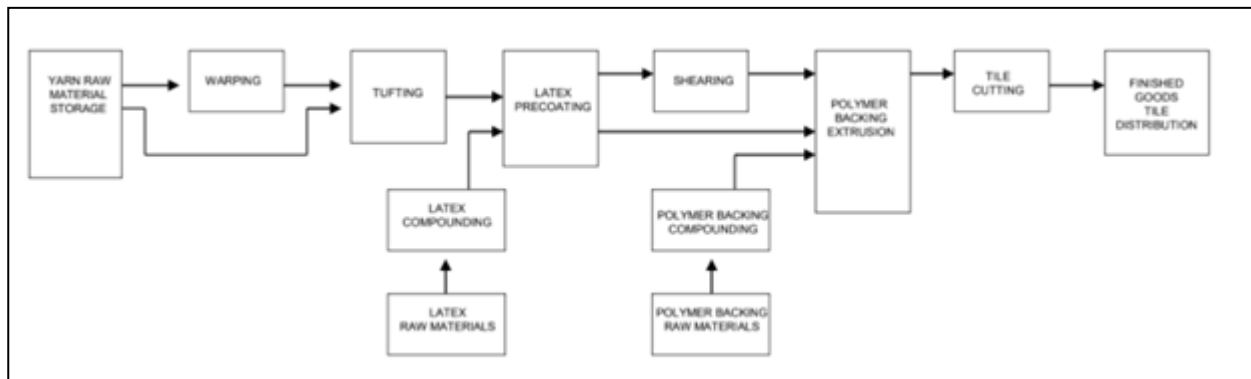 YARN RAW
MATERIAL
STORAGE
WARPING
TUFTING
LATEX
PRECOATING
SHEARING
POLYMER
BACKING
EXTRUSION
TILE
CUTTING
FINISHED
GOODS
TILE
DISTRIBUTION
LATEX
COMPOUNDING
POLYMER BACKING
COMPOUNDING
LATEX
RAW MATERIALS
POLYMER BACKING
RAW MATERIALS